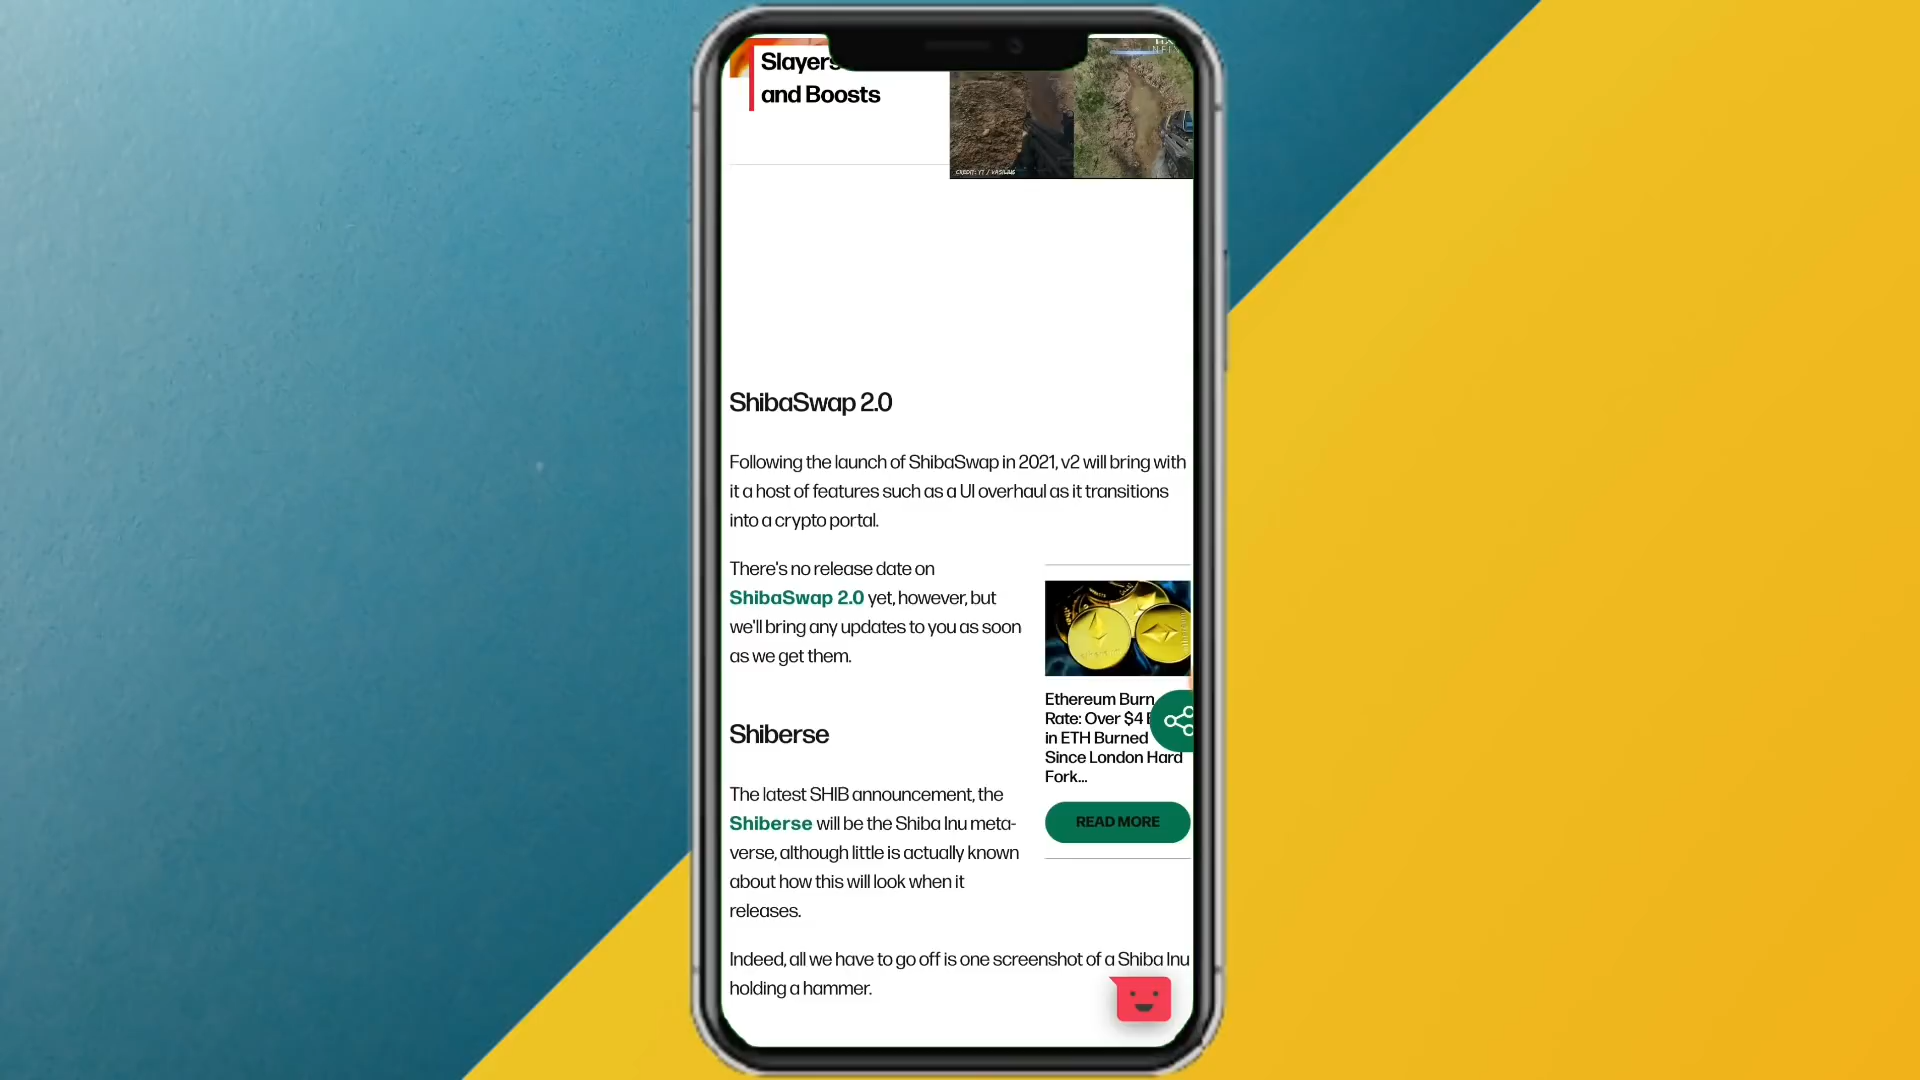 Slayers
and Boosts
CREDIT: YT / VASILIJS
ShibaSwap 2.0
Following the launch of ShibaSwap in 2021, v2 will bring with
it a host of features such as a UI overhaul as it transitions
into a crypto portal.
There's no release date on
ShibaSwap 2.0 yet, however, but
we'll bring any updates to you as soon
as we get them.
Shiberse
The latest SHIB announcement, the
Shiberse will be the Shiba Inu meta-
verse, although little is actually known
about how this will look when it
releases.
Indeed, all we have to go off is one screenshot of a Shiba Inu
holding a hammer.
Ethereum Burn
Rate: Over $4
in ETH Burned
Since London Hard
Fork...
READ MORE